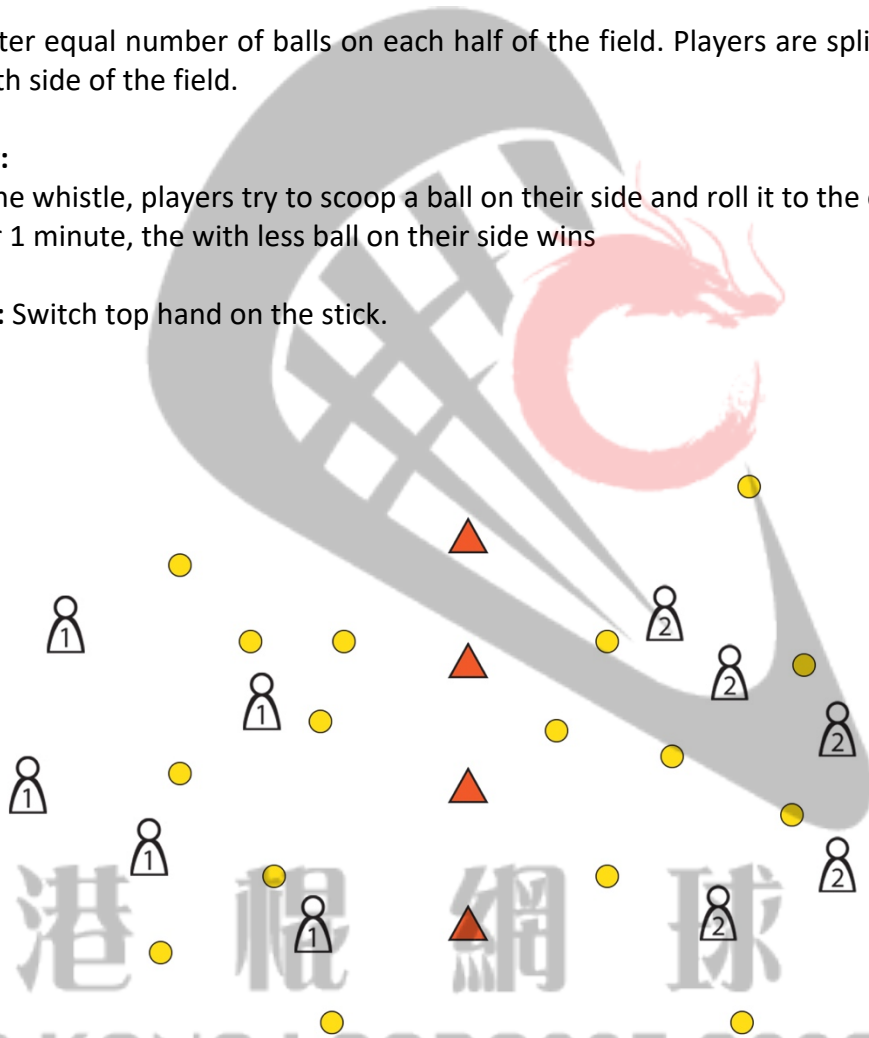 ter equal number of balls on each half of the field. Players are spli
th side of the field.
:
he whistle, players try to scoop a ball on their side and roll it to the
r 1 minute, the with less ball on their side wins
: Switch top hand on the stick.
2
1
2
1
2
1
1
2
2
1
港棍網球